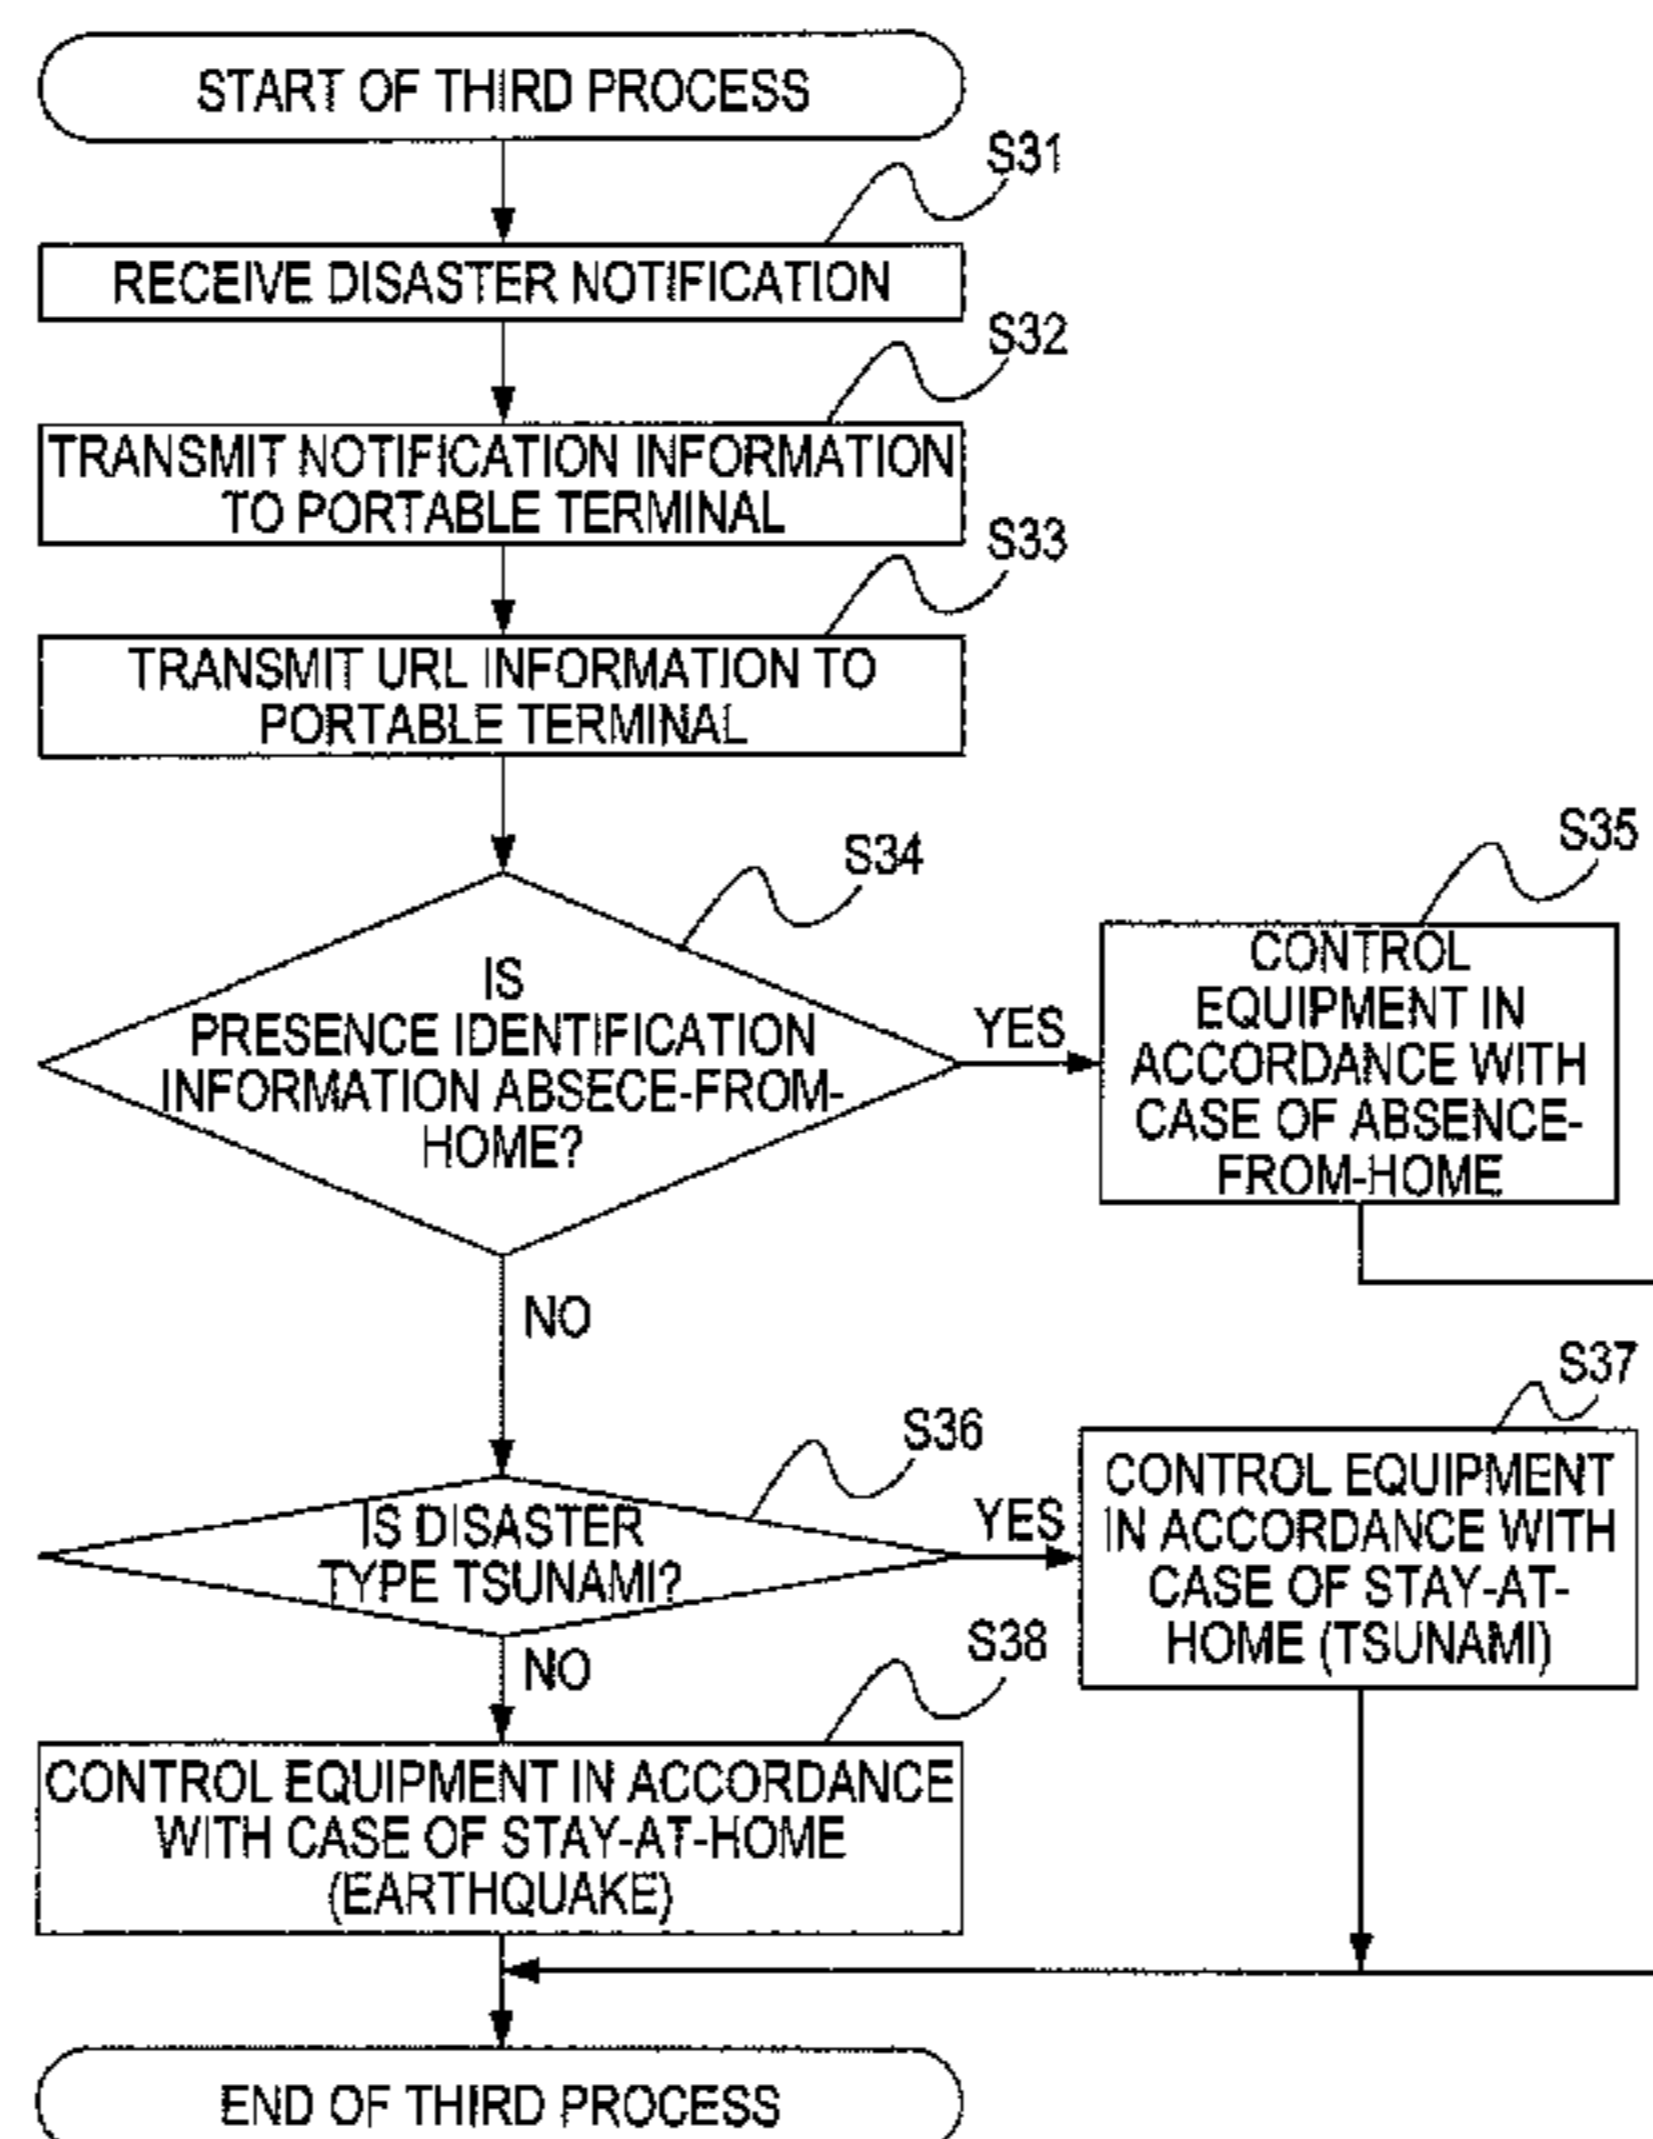 START OF THIRD PROCESS
S31
RECEIVE DISASTER NOTIFICATION
S32
TRANSMIT NOTIFICATION INFORMATION
TO PORTABLE TERMINAL
S33
TRANSMIT URL INFORMATION TO
PORTABLE TERMINAL
S34
IS
PRESENCE IDENTIFICATION
INFORMATION ABSECE-FROM-
HOME?
YES
S35
CONTROL
EQUIPMENT IN
ACCORDANCE WITH
CASE OF ABSENCE-
FROM-HOME
NO
S36
IS DISASTER
TYPE TSUNAMI?
YES
S37
CONTROL EQUIPMENT
IN ACCORDANCE WITH
CASE OF STAY-AT-
HOME (TSUNAMI)
NO
S38
CONTROL EQUIPMENT IN ACCORDANCE
WITH CASE OF STAY-AT-HOME
(EARTHQUAKE)
END OF THIRD PROCESS